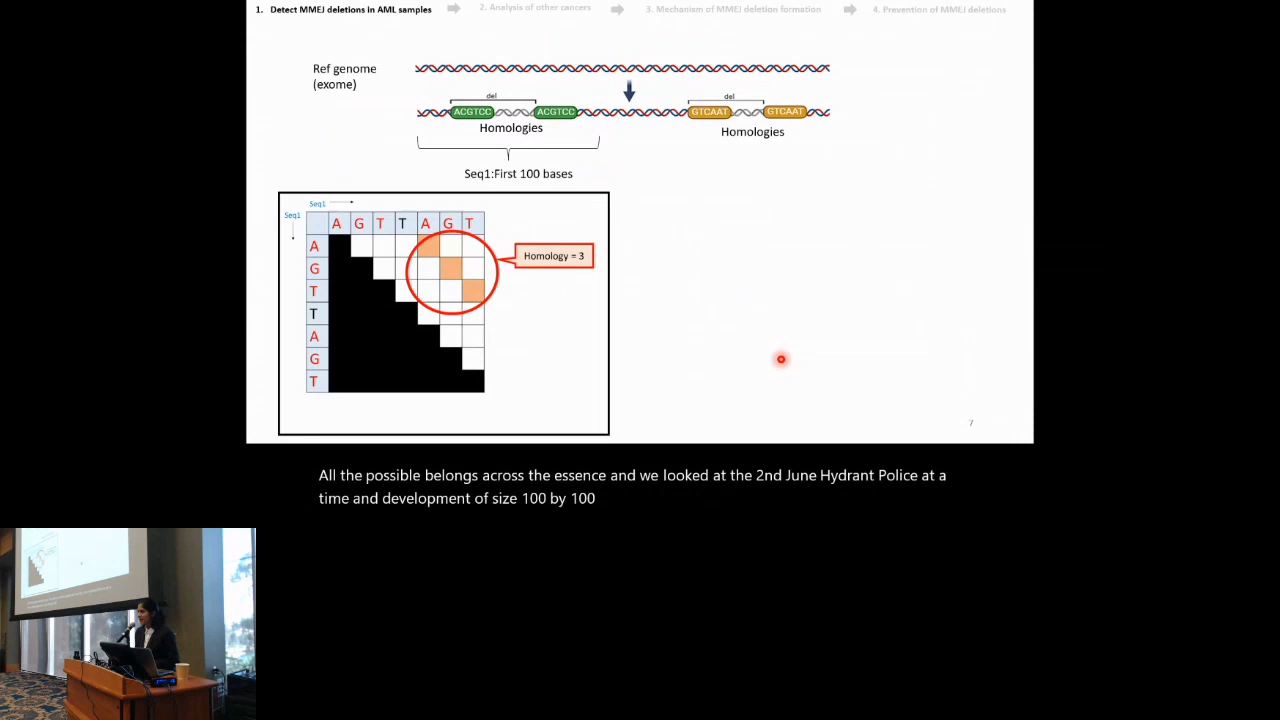 1. Detect MMEJ deletions in AML samples 2. Analysis of other cancers 3. Mechanism of MMEJ deletion formation 4. Prevention of MMEJ deletions
Ref genome
(exome)
del
del
ACGTCC ACGTCC GTCAAT GTCAAT
Homologies
Homologies
Seq1:First 100 bases
Seq1
Seq1
A G T T A G T
A
G
T
T
A
G
T
Homology = 3
7
All the possible belongs across the essence and we looked at the 2nd June Hydrant Police at a
time and development of size 100 by 100